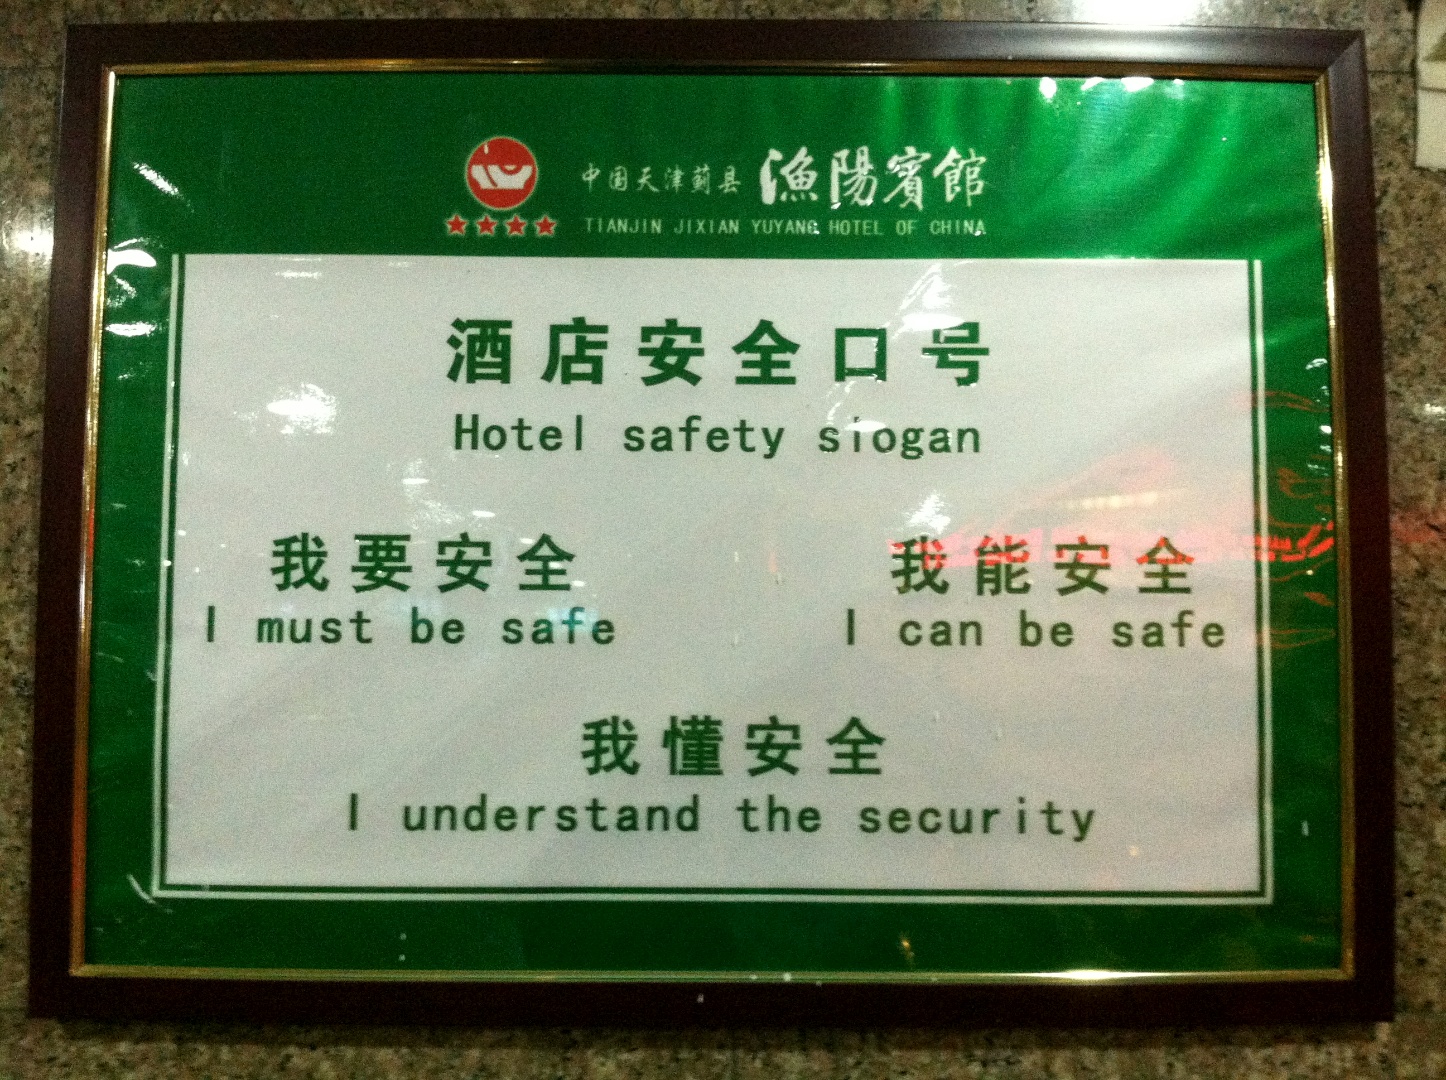 中国天津蓟县 漁陽賓館
TIANJIN JIXIAN YUYANG HOTEL OF CHINA
酒店安全口号
Hotel safety slogan
我要安全 我能安全
I must be safe I can be safe
我懂安全
I understand the security